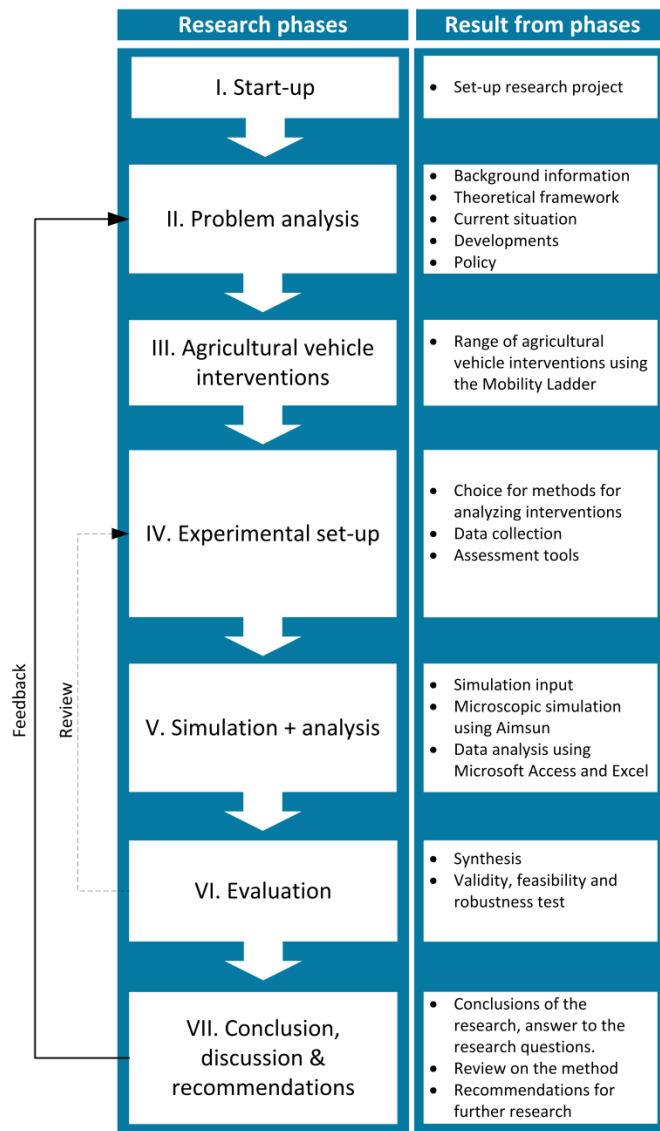 Research phases
Result from phases
I. Start-up
• Set-up research project
II. Problem analysis
• Background information
• Theoretical framework
• Current situation
• Developments
• Policy
III. Agricultural vehicle
interventions
• Range of agricultural
vehicle interventions using
the Mobility Ladder
IV. Experimental set-up
• Choice for methods for
analyzing interventions
• Data collection
• Assessment tools
Feedback
Review
V. Simulation + analysis
• Simulation input
• Microscopic simulation
using Aimsun
• Data analysis using
Microsoft Access and Excel
VI. Evaluation
• Synthesis
• Validity, feasibility and
robustness test
VII. Conclusion,
discussion &
recommendations
• Conclusions of the
research, answer to the
research questions.
• Review on the method
• Recommendations for
further research